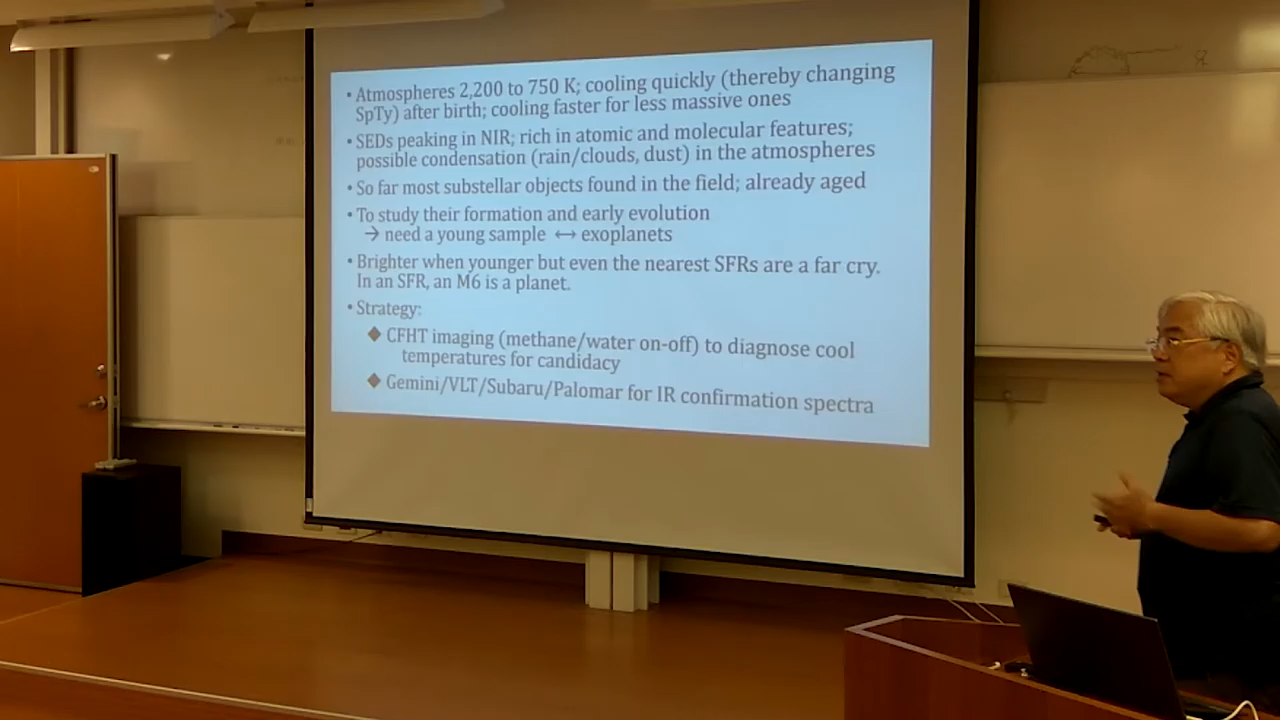 • Atmospheres 2,200 to 750 K; cooling quickly (thereby changing
SpTy) after birth; cooling faster for less massive ones
• SEDs peaking in NIR; rich in atomic and molecular features;
possible condensation (rain/clouds, dust) in the atmospheres
• So far most substellar objects found in the field; already aged
• To study their formation and early evolution
→ need a young sample ↔ exoplanets
• Brighter when younger but even the nearest SFRs are a far cry.
In an SFR, an M6 is a planet.
• Strategy:
◆ CFHT imaging (methane/water on-off) to diagnose cool
temperatures for candidacy
◆ Gemini/VLT/Subaru/Palomar for IR confirmation spectra